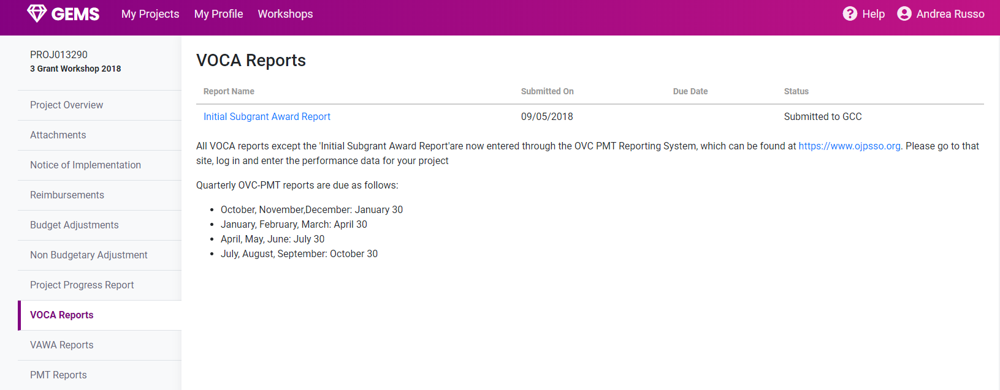 GEMS My Projects My Profile Workshops Help Andrea Russo
PROJ013290
3 Grant Workshop 2018
Project Overview
Attachments
Notice of Implementation
Reimbursements
Budget Adjustments
Non Budgetary Adjustment
Project Progress Report
VOCA Reports
VAWA Reports
PMT Reports
VOCA Reports
Report Name Submitted On Due Date Status
Initial Subgrant Award Report 09/05/2018 Submitted to GCC
All VOCA reports except the 'Initial Subgrant Award Report'are now entered through the OVC PMT Reporting System, which can be found at https://www.ojpsso.org. Please go to that
site, log in and enter the performance data for your project
Quarterly OVC-PMT reports are due as follows:
• October, November,December: January 30
• January, February, March: April 30
• April, May, June: July 30
• July, August, September: October 30